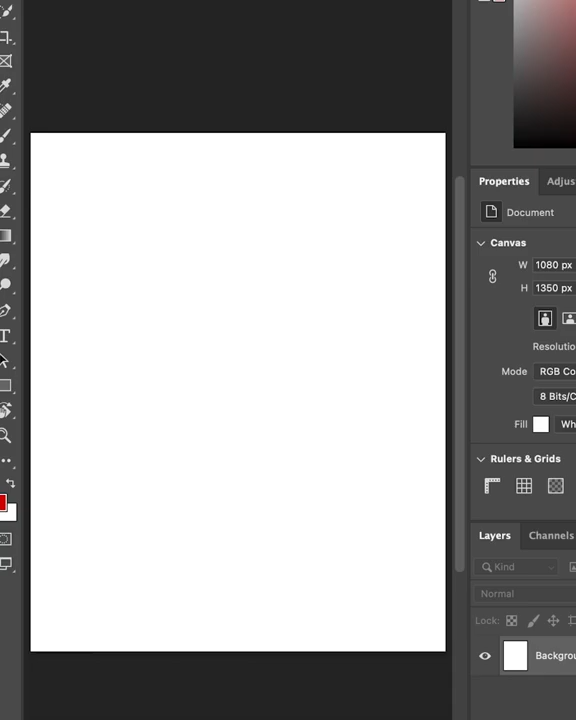 Properties
Adjus
Document
Canvas
W 1080 px
H 1350 px
Resolutio
Mode RGB Co
8 Bits/C
Fill Wh
Rulers & Grids
Layers Channels
Kind
Normal
Lock:
Backgrou